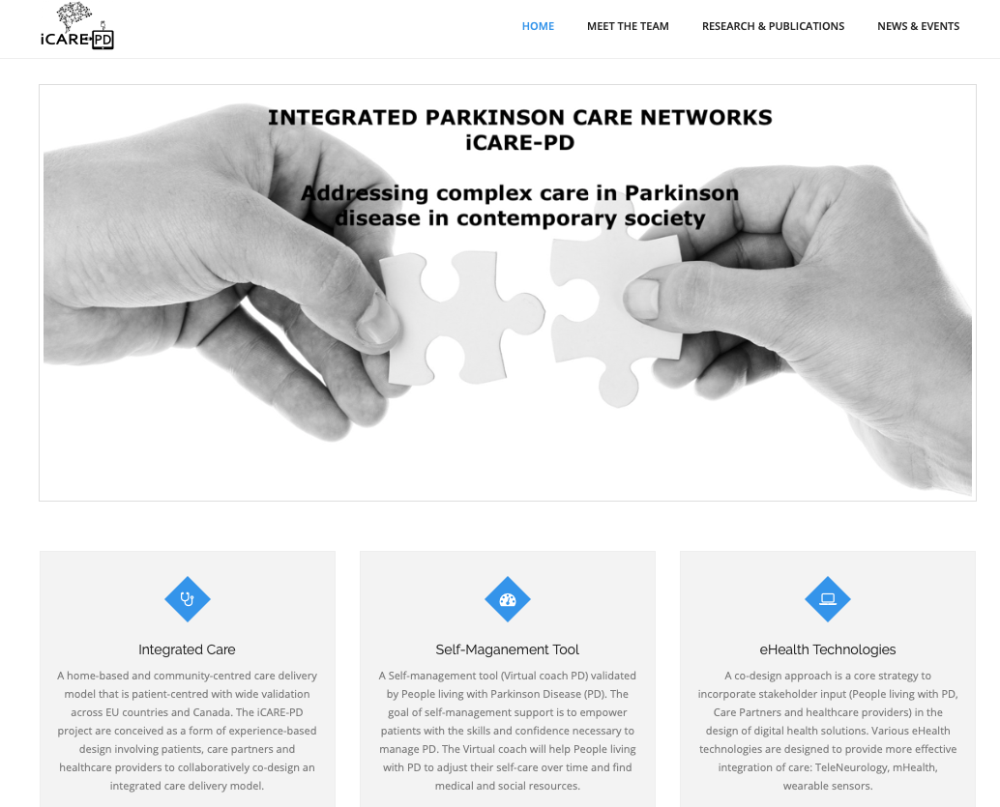 iCARE-PD
HOME
MEET THE TEAM
RESEARCH & PUBLICATIONS
NEWS & EVENTS
INTEGRATED PARKINSON CARE NETWORKS
iCARE-PD
Addressing complex care in Parkinson
disease in contemporary society
Integrated Care
A home-based and community-centred care delivery
model that is patient-centred with wide validation
across EU countries and Canada. The iCARE-PD
project are conceived as a form of experience-based
design involving patients, care partners and
healthcare providers to collaboratively co-design an
integrated care delivery model.
Self-Maganement Tool
A Self-management tool (Virtual coach PD) validated
by People living with Parkinson Disease (PD). The
goal of self-management support is to empower
patients with the skills and confidence necessary to
manage PD. The Virtual coach will help People living
with PD to adjust their self-care over time and find
medical and social resources.
eHealth Technologies
A co-design approach is a core strategy to
incorporate stakeholder input (People living with PD,
Care Partners and healthcare providers) in the
design of digital health solutions. Various eHealth
technologies are designed to provide more effective
integration of care: TeleNeurology, mHealth,
wearable sensors.